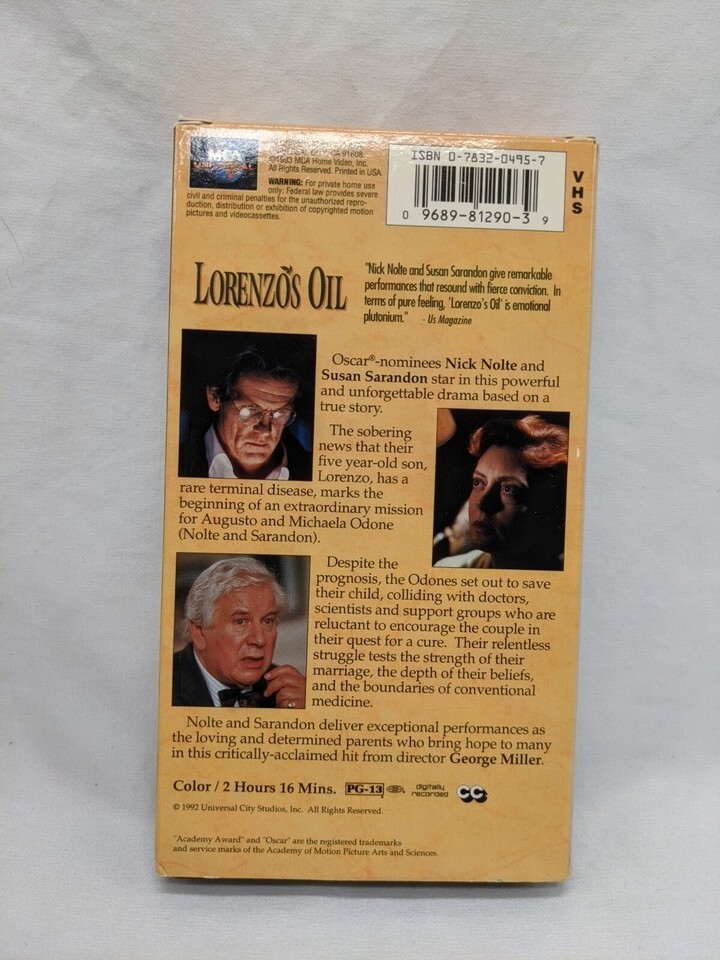 MCA
CA 91608.
©1993 MCA Home Video, Inc.
All Rights Reserved. Printed in USA.
WARNING: For private home use
only. Federal law provides severe
civil and criminal penalties for the unauthorized repro-
duction, distribution or exhibition of copyrighted motion
pictures and videocassettes.
ISBN 0-7832-0495-7
0 9689-81290-3 9
VHS
LORENZO'S OIL
"Nick Nolte and Susan Sarandon give remarkable
performances that resound with fierce conviction. In
terms of pure feeling, 'Lorenzo's Oil' is emotional
plutonium." - Us Magazine
Oscar®-nominees Nick Nolte and
Susan Sarandon star in this powerful
and unforgettable drama based on a
true story.
The sobering
news that their
five year-old son,
Lorenzo, has a
rare terminal disease, marks the
beginning of an extraordinary mission
for Augusto and Michaela Odone
(Nolte and Sarandon).
Despite the
prognosis, the Odones set out to save
their child, colliding with doctors,
scientists and support groups who are
reluctant to encourage the couple in
their quest for a cure. Their relentless
struggle tests the strength of their
marriage, the depth of their beliefs,
and the boundaries of conventional
medicine.
Nolte and Sarandon deliver exceptional performances as
the loving and determined parents who bring hope to many
in this critically-acclaimed hit from director George Miller.
Color / 2 Hours 16 Mins. PG-13 digitally recorded CC
© 1992 Universal City Studios, Inc. All Rights Reserved.
"Academy Award" and "Oscar" are the registered trademarks
and service marks of the Academy of Motion Picture Arts and Sciences.